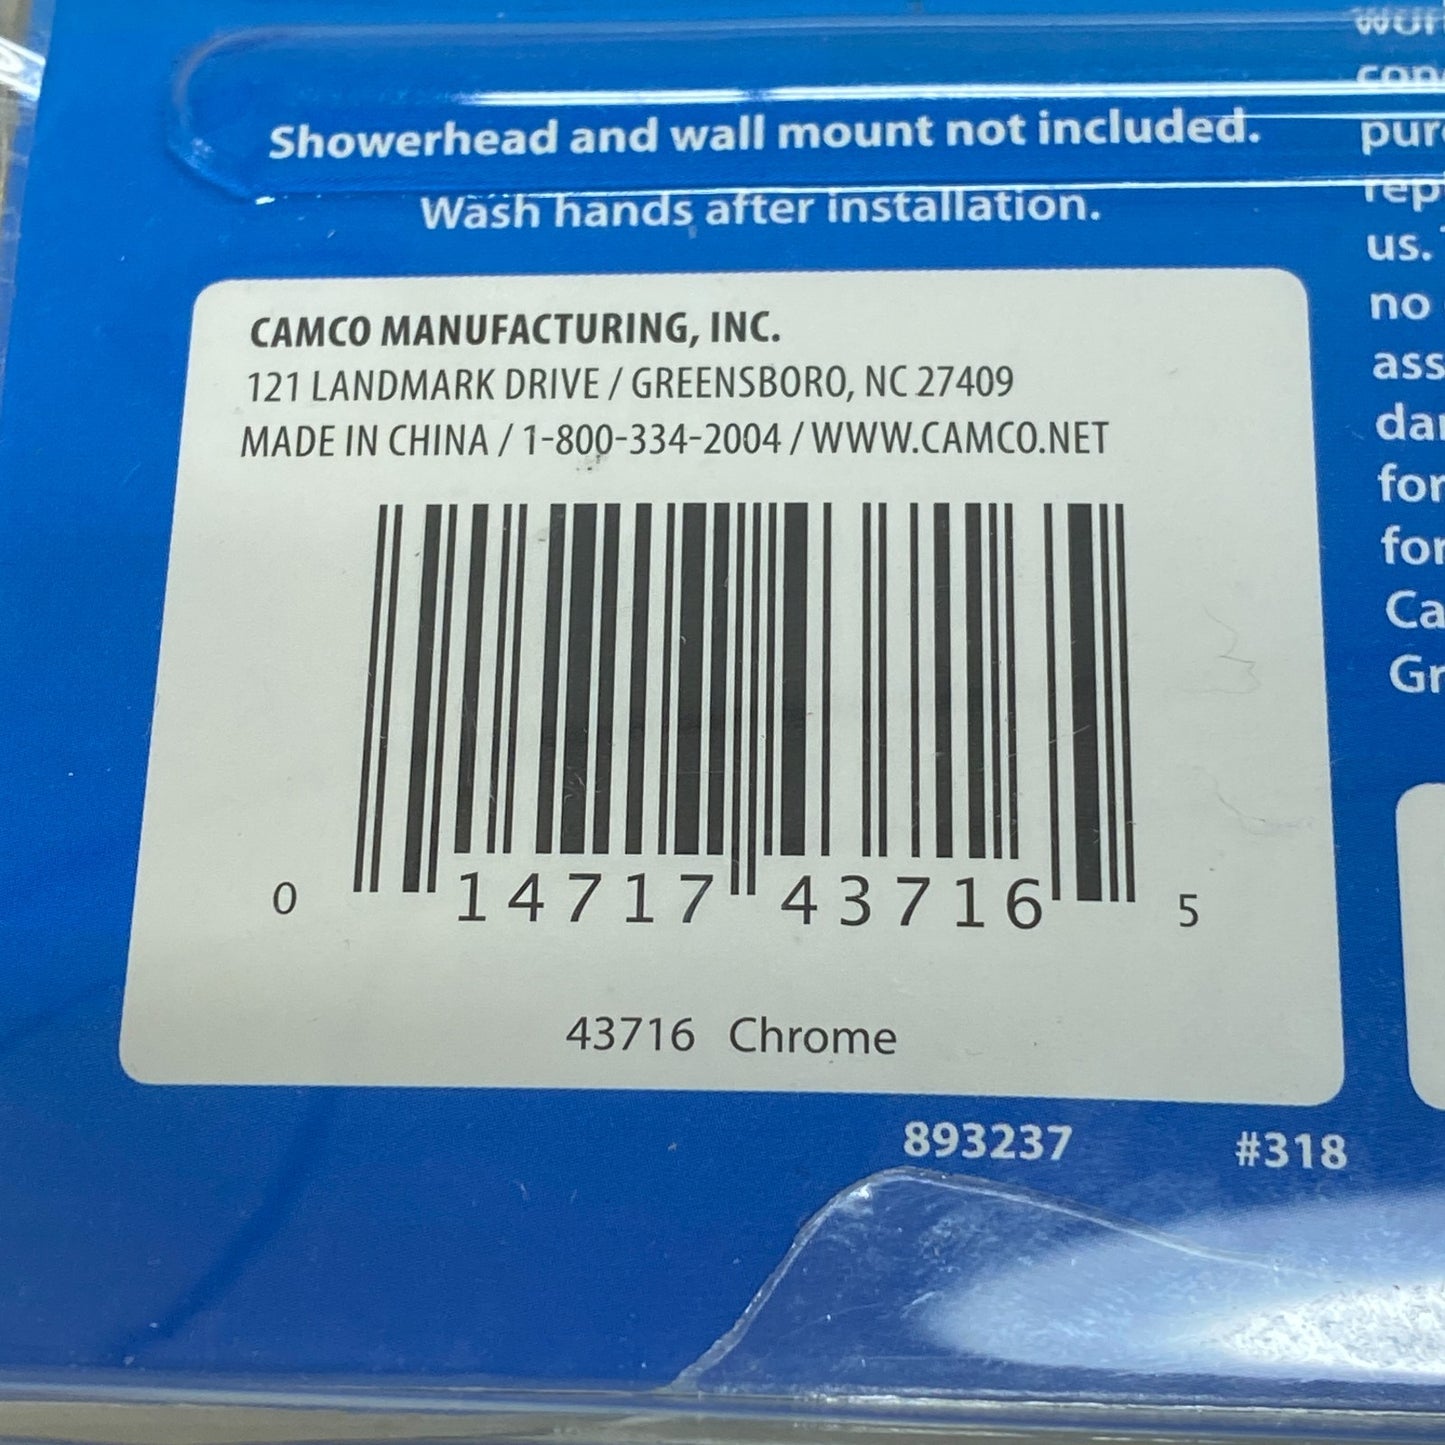 Showerhead and wall mount not included.
Wash hands after installation.
CAMCO MANUFACTURING, INC.
121 LANDMARK DRIVE / GREENSBORO, NC 27409
MADE IN CHINA / 1-800-334-2004 / WWW.CAMCO.NET
0 14717 43716 5
43716 Chrome
893237 #318
us.
no
for
for